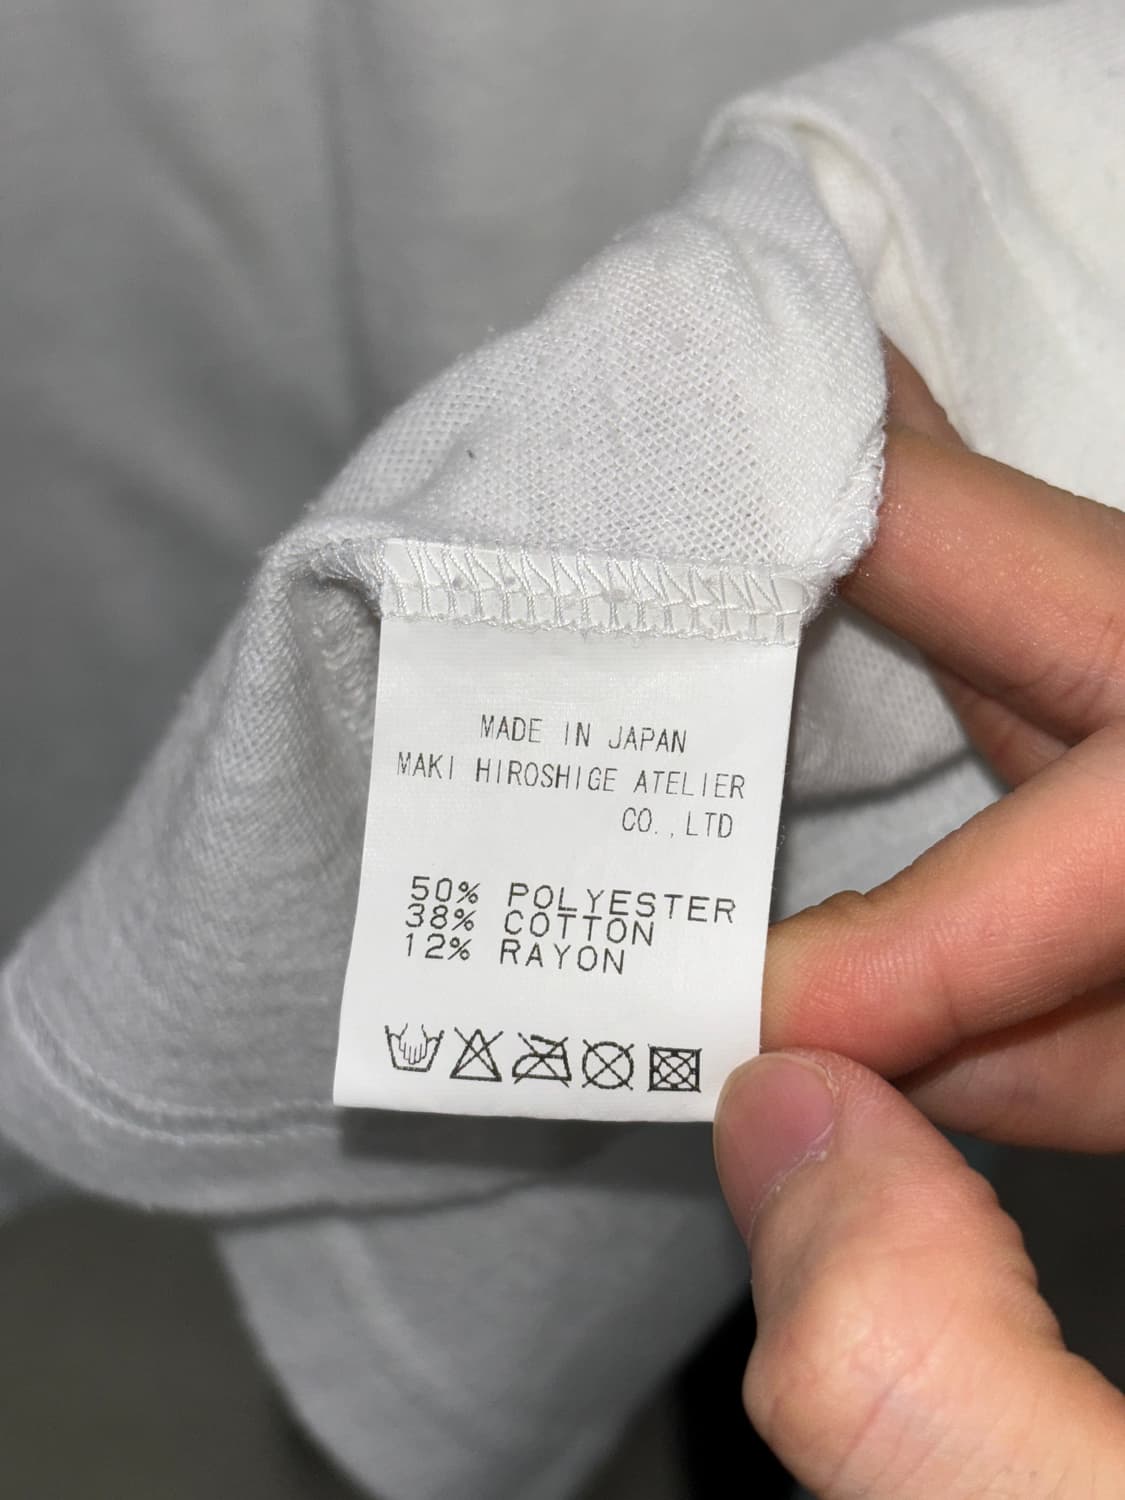 MADE IN JAPAN
MAKI HIROSHIGE ATELIER
CO.,LTD
50% POLYESTER
38% COTTON
12% RAYON